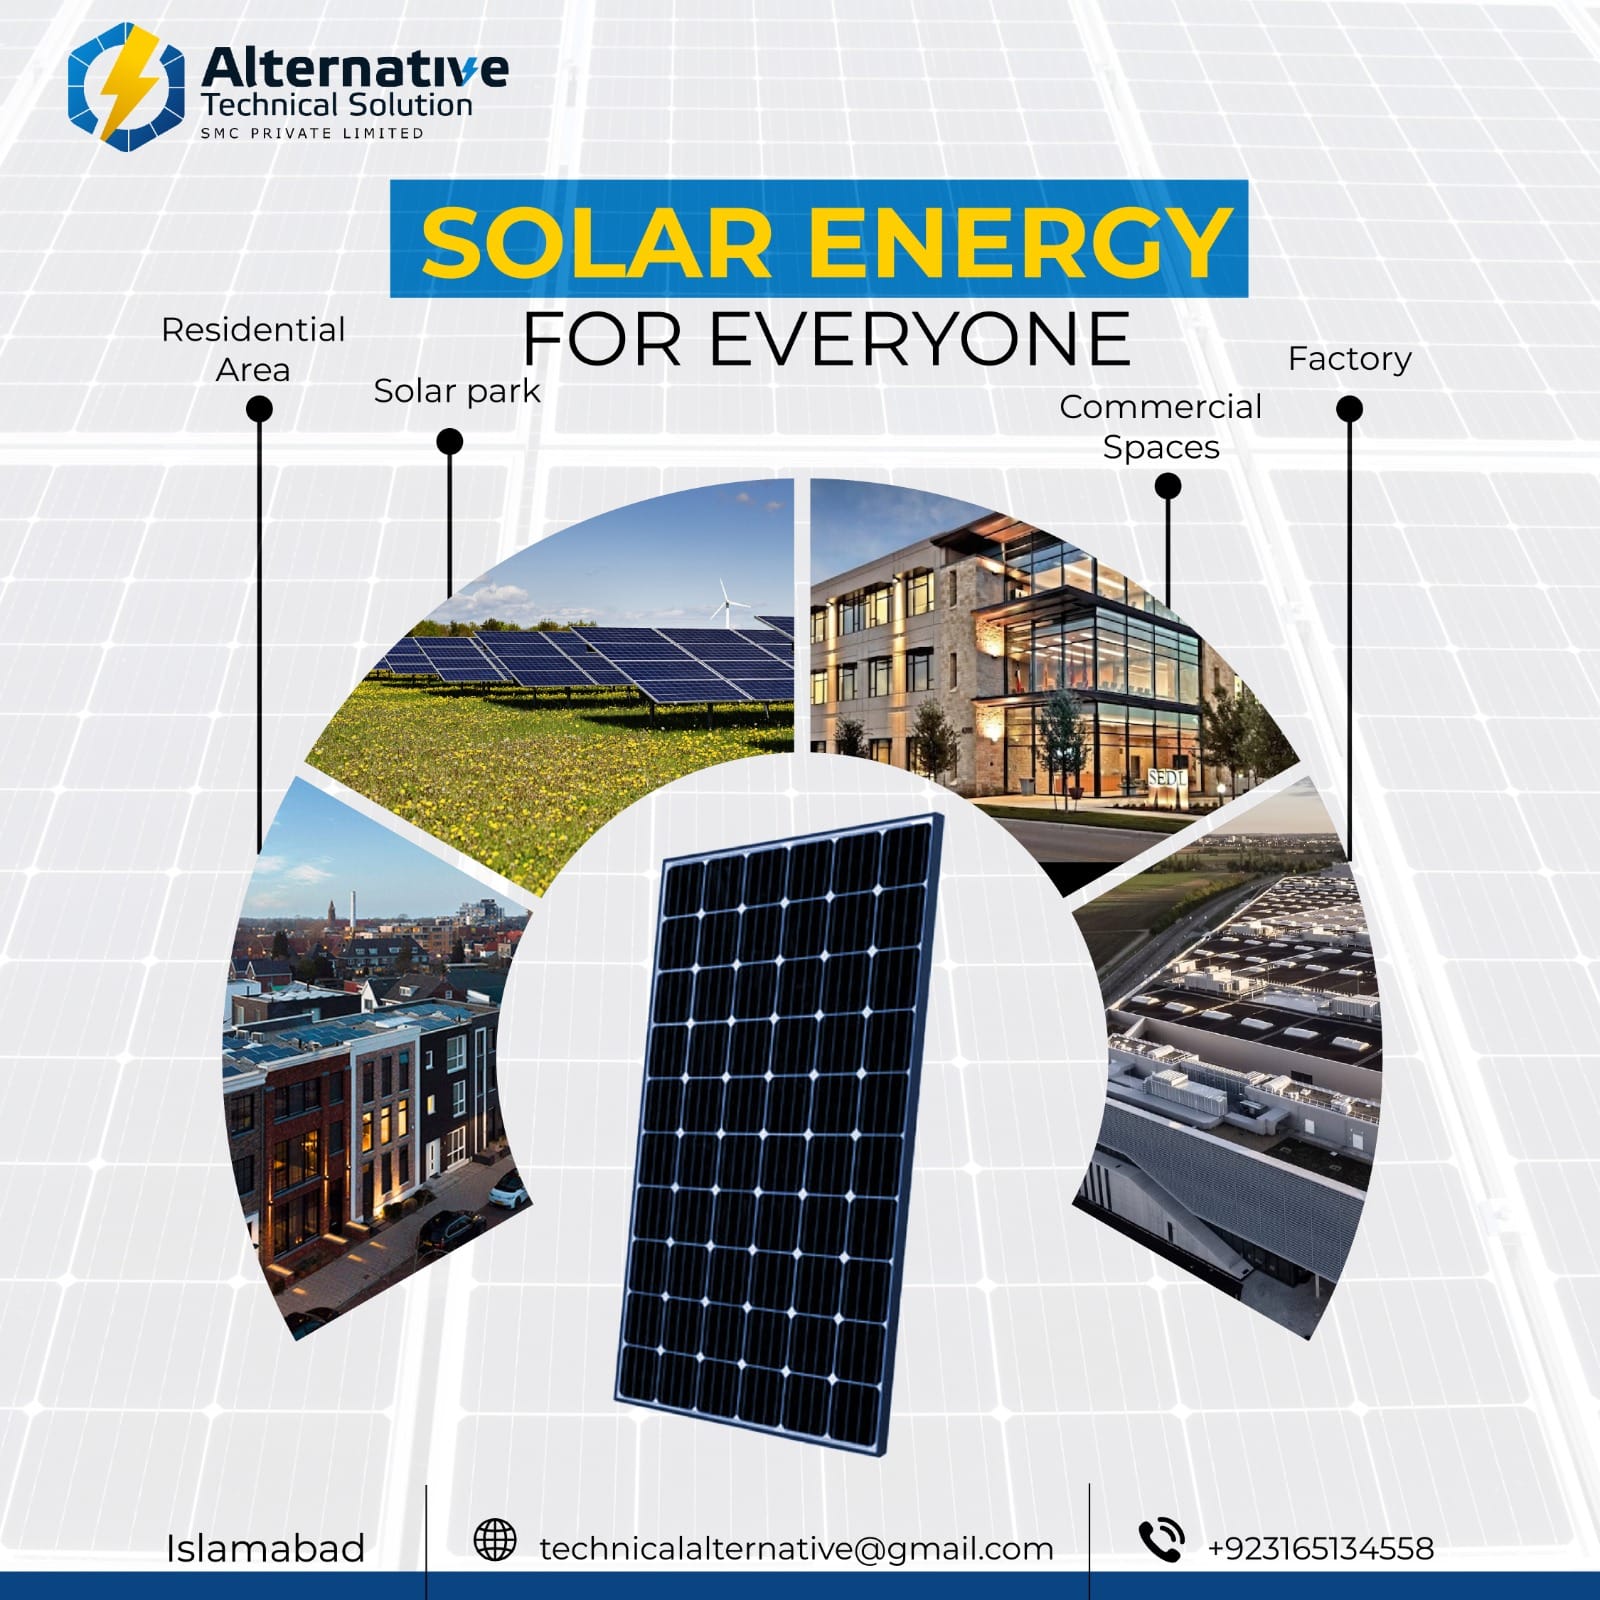 Alternative
Technical Solution
SMC PRIVATE LIMITED
SOLAR ENERGY
FOR EVERYONE
Residential
Area
Solar park
Commercial
Spaces
Factory
SEDL
Islamabad
technicalalternative@gmail.com
+923165134558